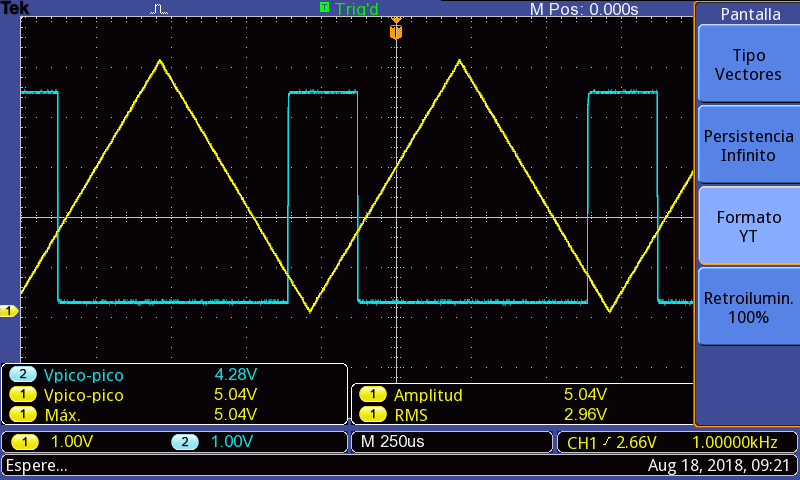 Tek
T Trig'd
M Pos: 0.000s
Pantalla
T
Tipo
Vectores
Persistencia
Infinito
Formato
YT
Retroilumin.
100%
1
2 Vpico-pico 4.28V
1 Vpico-pico 5.04V
1 Máx. 5.04V
1 Amplitud 5.04V
1 RMS 2.96V
1 1.00V 2 1.00V
M 250us
CH1 2.66V 1.00000kHz
Espere...
Aug 18, 2018, 09:21